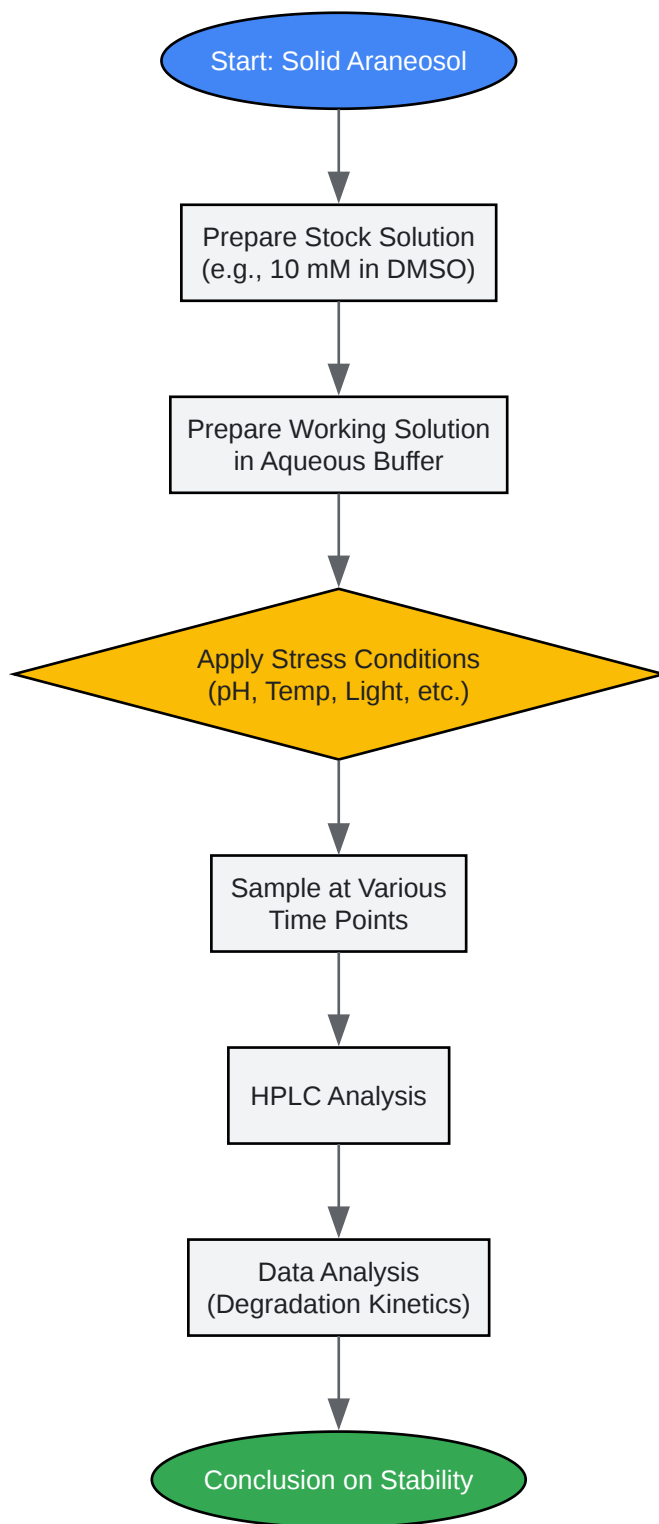 Start: Solid Araneosol
Prepare Stock Solution
(e.g., 10 mM in DMSO)
Prepare Working Solution
in Aqueous Buffer
Apply Stress Conditions
(pH, Temp, Light, etc.)
Sample at Various
Time Points
HPLC Analysis
Data Analysis
(Degradation Kinetics)
Conclusion on Stability